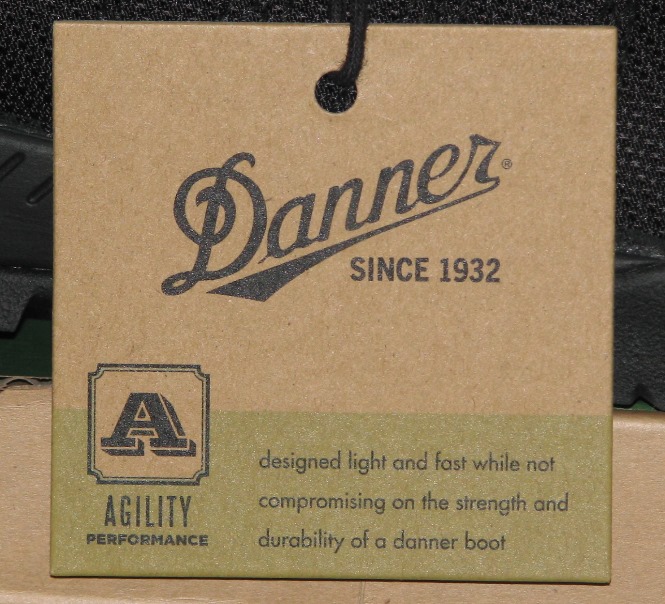 Danner®
SINCE 1932
A
AGILITY
PERFORMANCE
designed light and fast while not
compromising on the strength and
durability of a danner boot